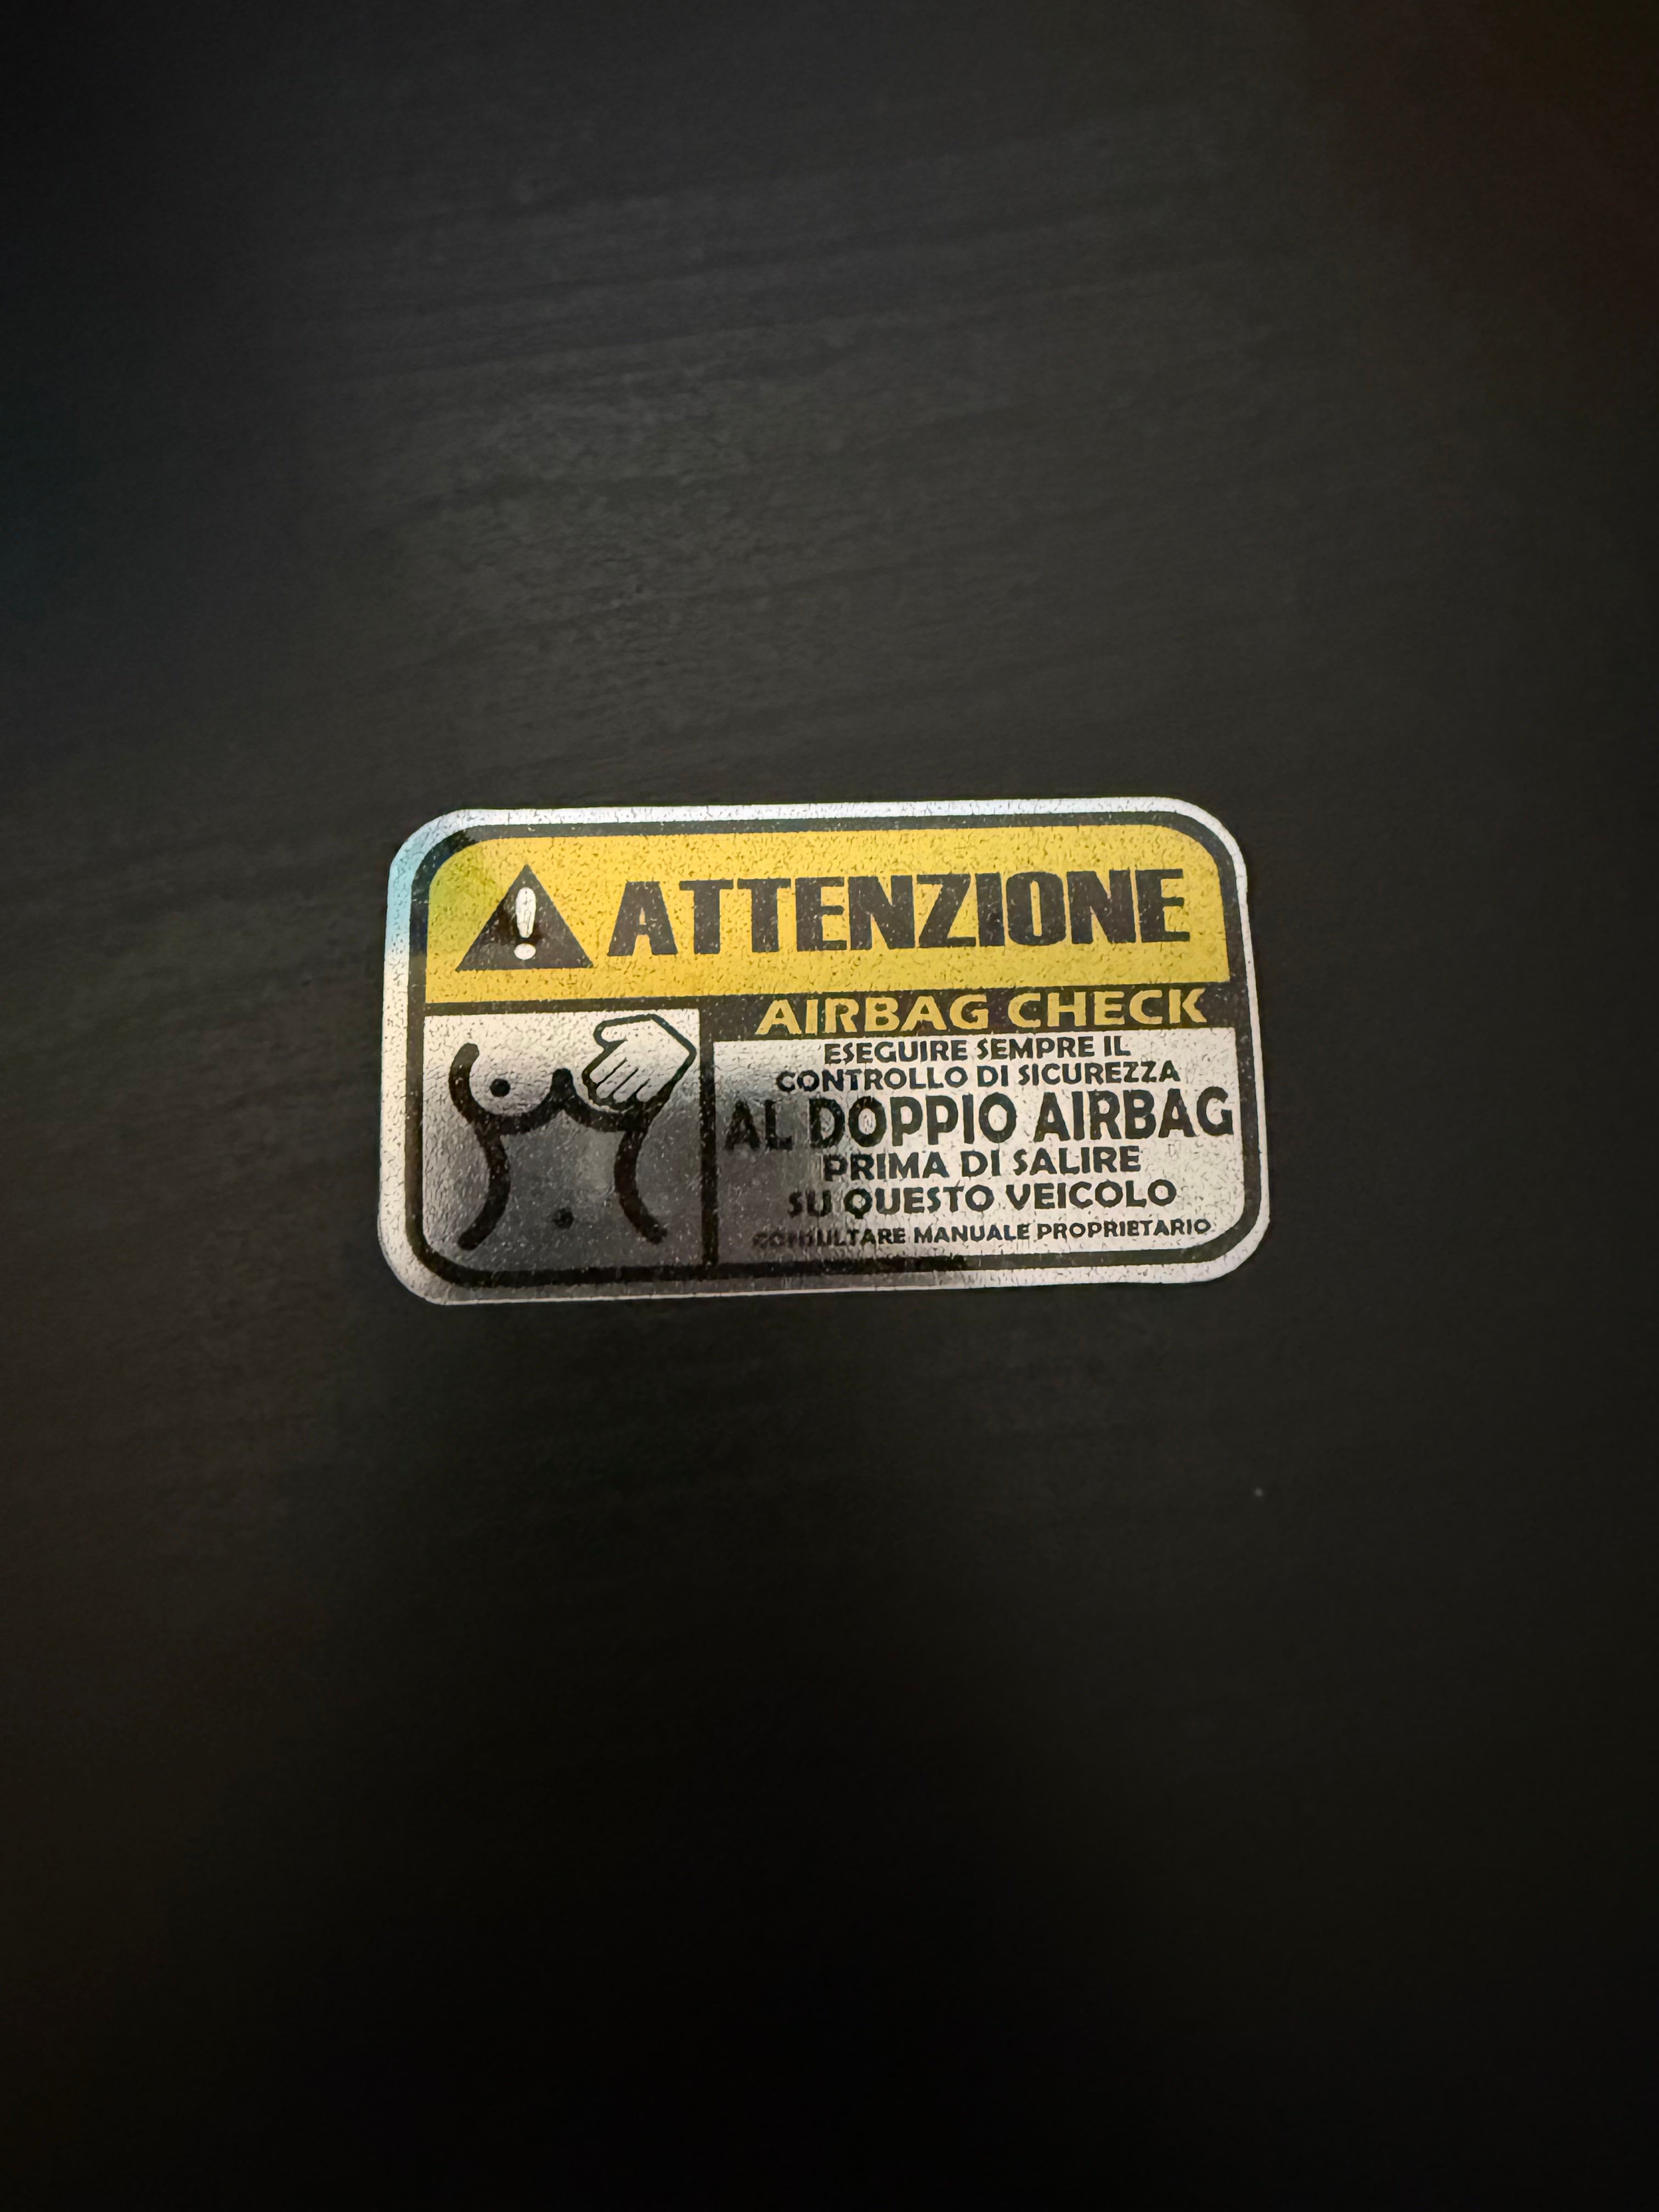 ATTENZIONE
AIRBAG CHECK
ESEGUIRE SEMPRE IL
CONTROLLO DI SICUREZZA
AL DOPPIO AIRBAG
PRIMA DI SALIRE
SU QUESTO VEICOLO
CONSULTARE MANUALE PROPRIETARIO